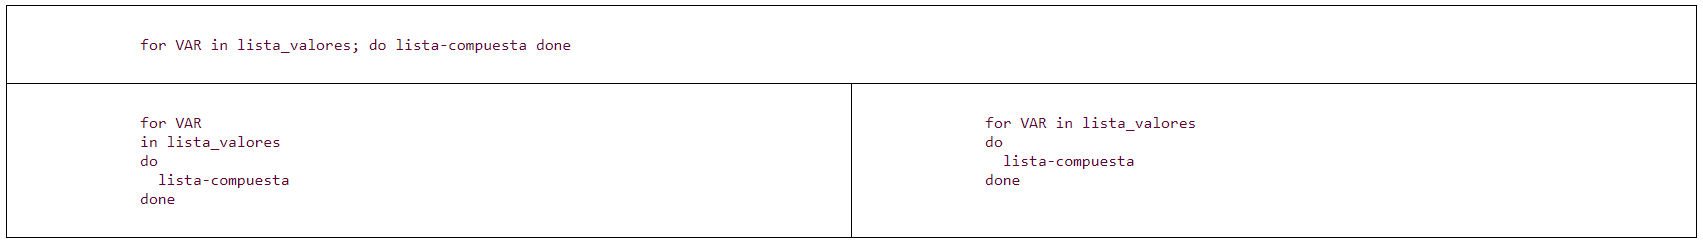 for VAR in lista_valores; do lista-compuesta done
for VAR
in lista_valores
do
  lista-compuesta
done
for VAR in lista_valores
do
  lista-compuesta
done